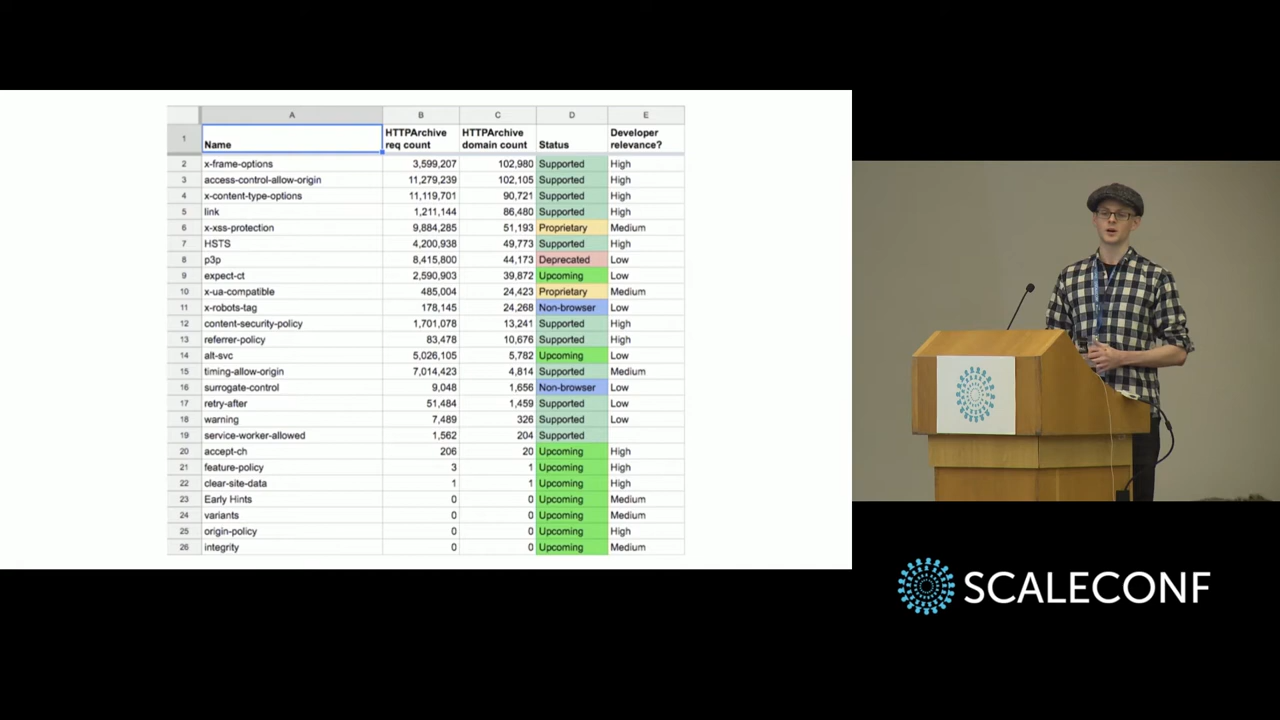 A B C D E
1 Name HTTPArchive req count HTTPArchive domain count Status Developer relevance?
2 x-frame-options 3,599,207 102,980 Supported High
3 access-control-allow-origin 11,279,239 102,105 Supported High
4 x-content-type-options 11,119,701 90,721 Supported High
5 link 1,211,144 86,480 Supported High
6 x-xss-protection 9,884,285 51,193 Proprietary Medium
7 HSTS 4,200,938 49,773 Supported High
8 p3p 8,415,800 44,173 Deprecated Low
9 expect-ct 2,590,903 39,872 Upcoming Low
10 x-ua-compatible 485,004 24,423 Proprietary Medium
11 x-robots-tag 178,145 24,268 Non-browser Low
12 content-security-policy 1,701,078 13,241 Supported High
13 referrer-policy 83,478 10,676 Supported High
14 alt-svc 5,026,105 5,782 Upcoming Low
15 timing-allow-origin 7,014,423 4,814 Supported Medium
16 surrogate-control 9,048 1,656 Non-browser Low
17 retry-after 51,484 1,459 Supported Low
18 warning 7,489 326 Supported Low
19 service-worker-allowed 1,562 204 Supported
20 accept-ch 206 20 Upcoming High
21 feature-policy 3 1 Upcoming High
22 clear-site-data 1 1 Upcoming High
23 Early Hints 0 0 Upcoming Medium
24 variants 0 0 Upcoming Medium
25 origin-policy 0 0 Upcoming High
26 integrity 0 0 Upcoming Medium
SCALECONF